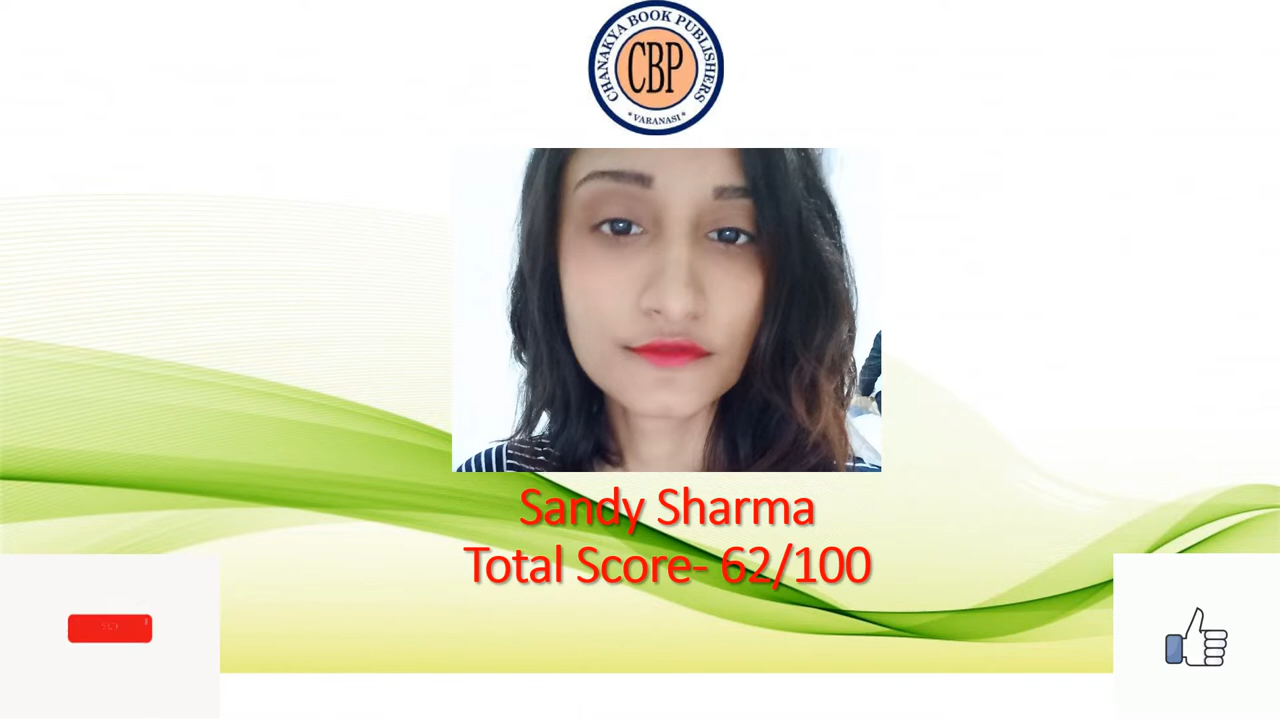 CHANAKYA BOOK PUBLISHERS
CBP
* VARANASI *
Sandy Sharma
Total Score- 62/100